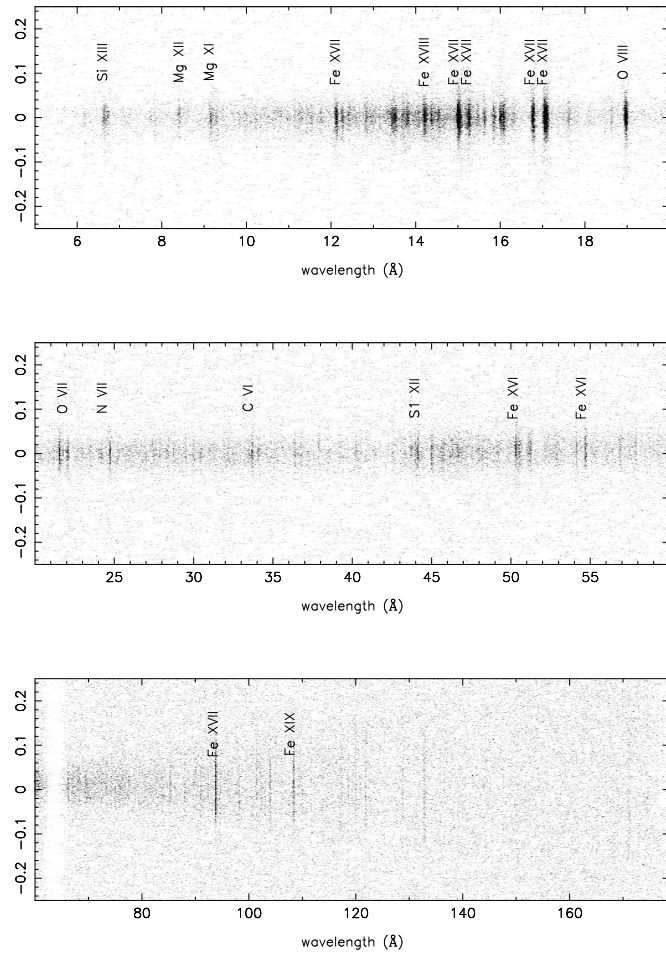 Si XIII
Mg XII
Mg XI
Fe XVII
Fe XVIII
Fe XVII
Fe XVII
Fe XVII
Fe XVII
O VIII
0.2
0.1
0
−0.1
−0.2
6 8 10 12 14 16 18
wavelength (Å)
O VII
N VII
C VI
S1 XII
Fe XVI
Fe XVI
0.2
0.1
0
−0.1
−0.2
25 30 35 40 45 50 55
wavelength (Å)
Fe XVII
Fe XIX
0.2
0.1
0
−0.1
−0.2
80 100 120 140 160
wavelength (Å)